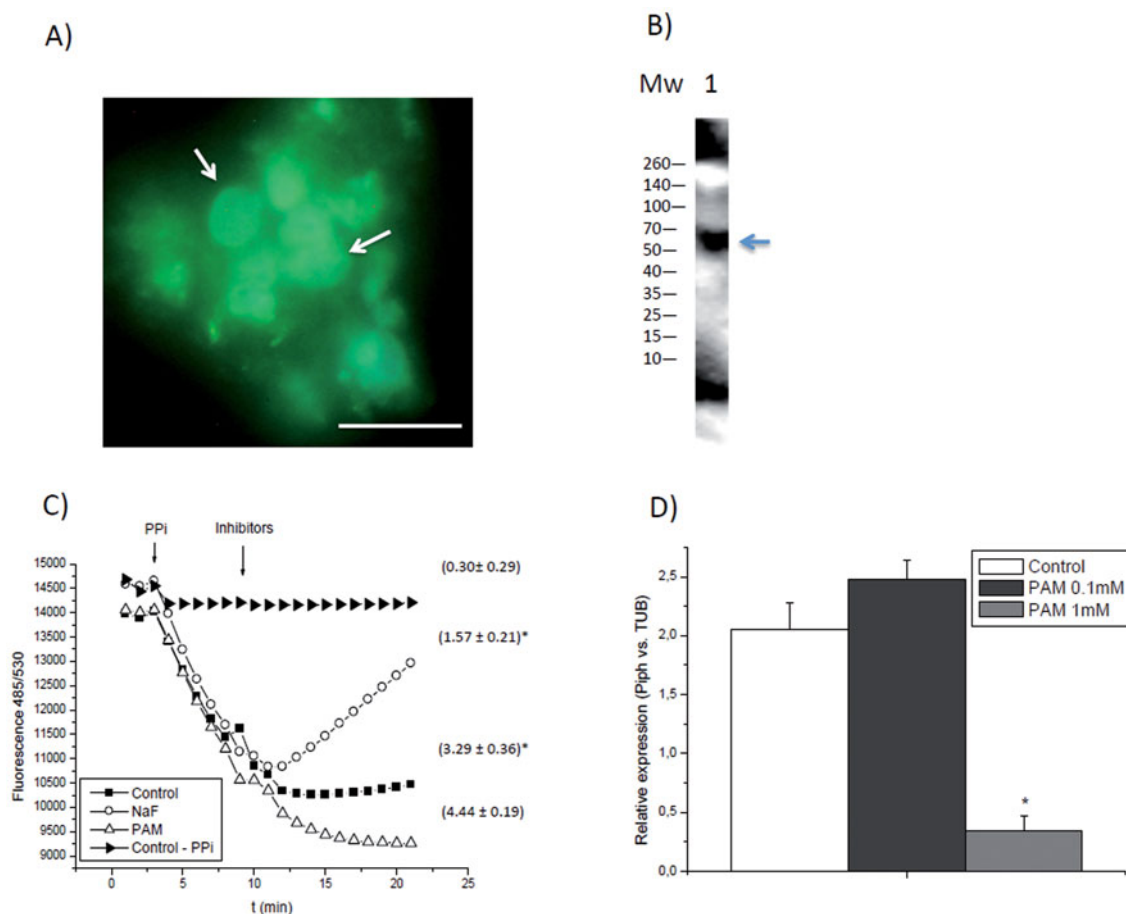 A)
B)
Mw 1
260—
140—
100—
70—
50—
40—
35—
25—
15—
10—
C)
PPi
Inhibitors
15000
14500
14000
13500
13000
12500
12000
11500
11000
10500
10000
9500
9000
Fluorescence 485/530
(0.30± 0.29)
(1.57 ± 0.21)*
(3.29 ± 0.36)*
(4.44 ± 0.19)
Control
NaF
PAM
Control - PPi
0
5
10
15
20
25
t (min)
D)
Relative expression (Piph vs. TUB)
2,5
2,0
1,5
1,0
0,5
0,0
Control
PAM 0.1mM
PAM 1mM
*